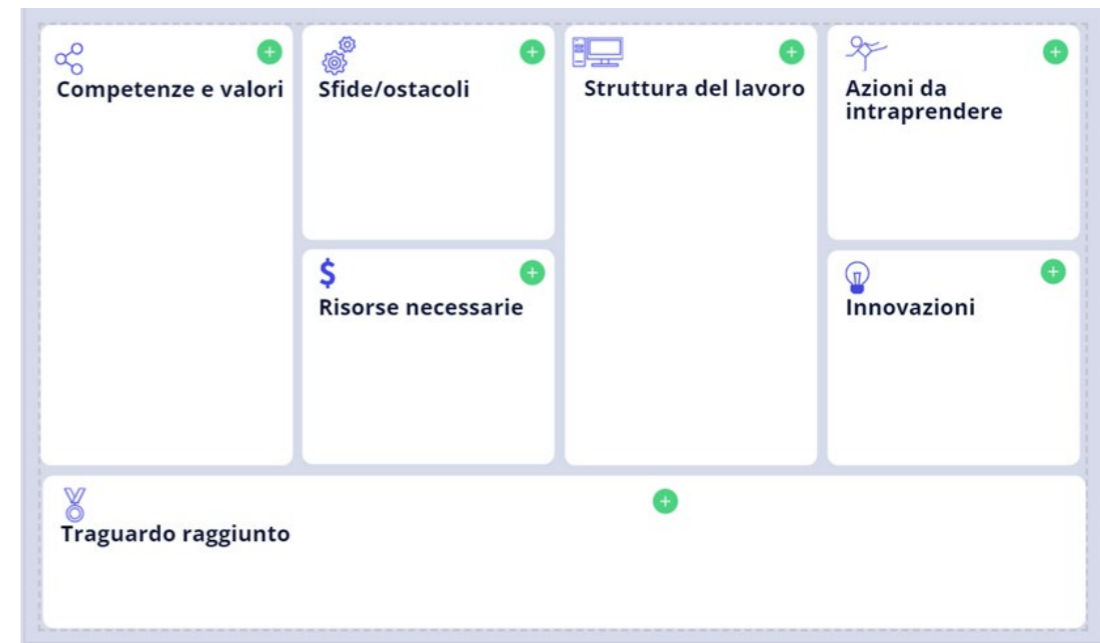 Competenze e valori
Sfide/ostacoli
$
Risorse necessarie
Struttura del lavoro
Azioni da
intraprendere
Innovazioni
Traguardo raggiunto